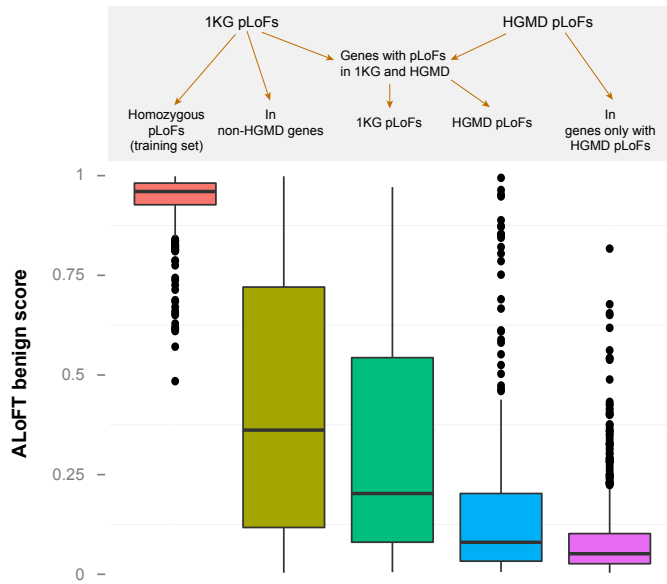 1KG pLoFs
HGMD pLoFs
Genes with pLoFs
in 1KG and HGMD
Homozygous
pLoFs
(training set)
In
non-HGMD genes
1KG pLoFs
HGMD pLoFs
In
genes only with
HGMD pLoFs
ALoFT benign score
1
0.75
0.5
0.25
0